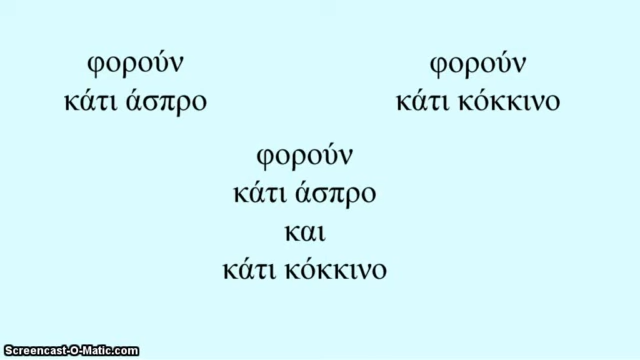 φορούν
κάτι άσπρο
φορούν
κάτι κόκκινο
φορούν
κάτι άσπρο
και
κάτι κόκκινο
Screencast-O-Matic.com